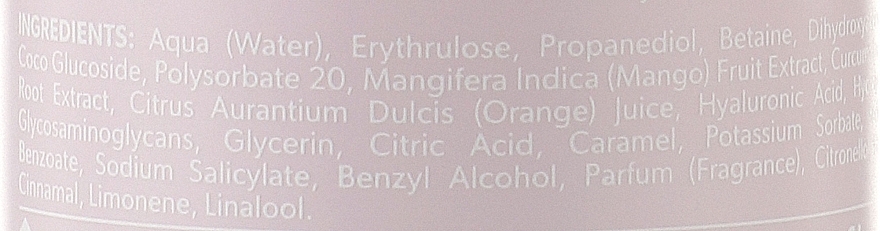 INGREDIENTS: Aqua (Water), Erythrulose, Propanediol, Betaine,
Coco Glucoside, Polysorbate 20, Mangifera Indica (Mango) Fruit Extract,
Root Extract, Citrus Aurantium Dulcis (Orange) Juice, Hyaluronic Acid,
Glycosaminoglycans, Glycerin, Citric Acid, Caramel, Potassium Sorbate,
Benzoate, Sodium Salicylate, Benzyl Alcohol, Parfum (Fragrance),
Cinnamal, Limonene, Linalool.